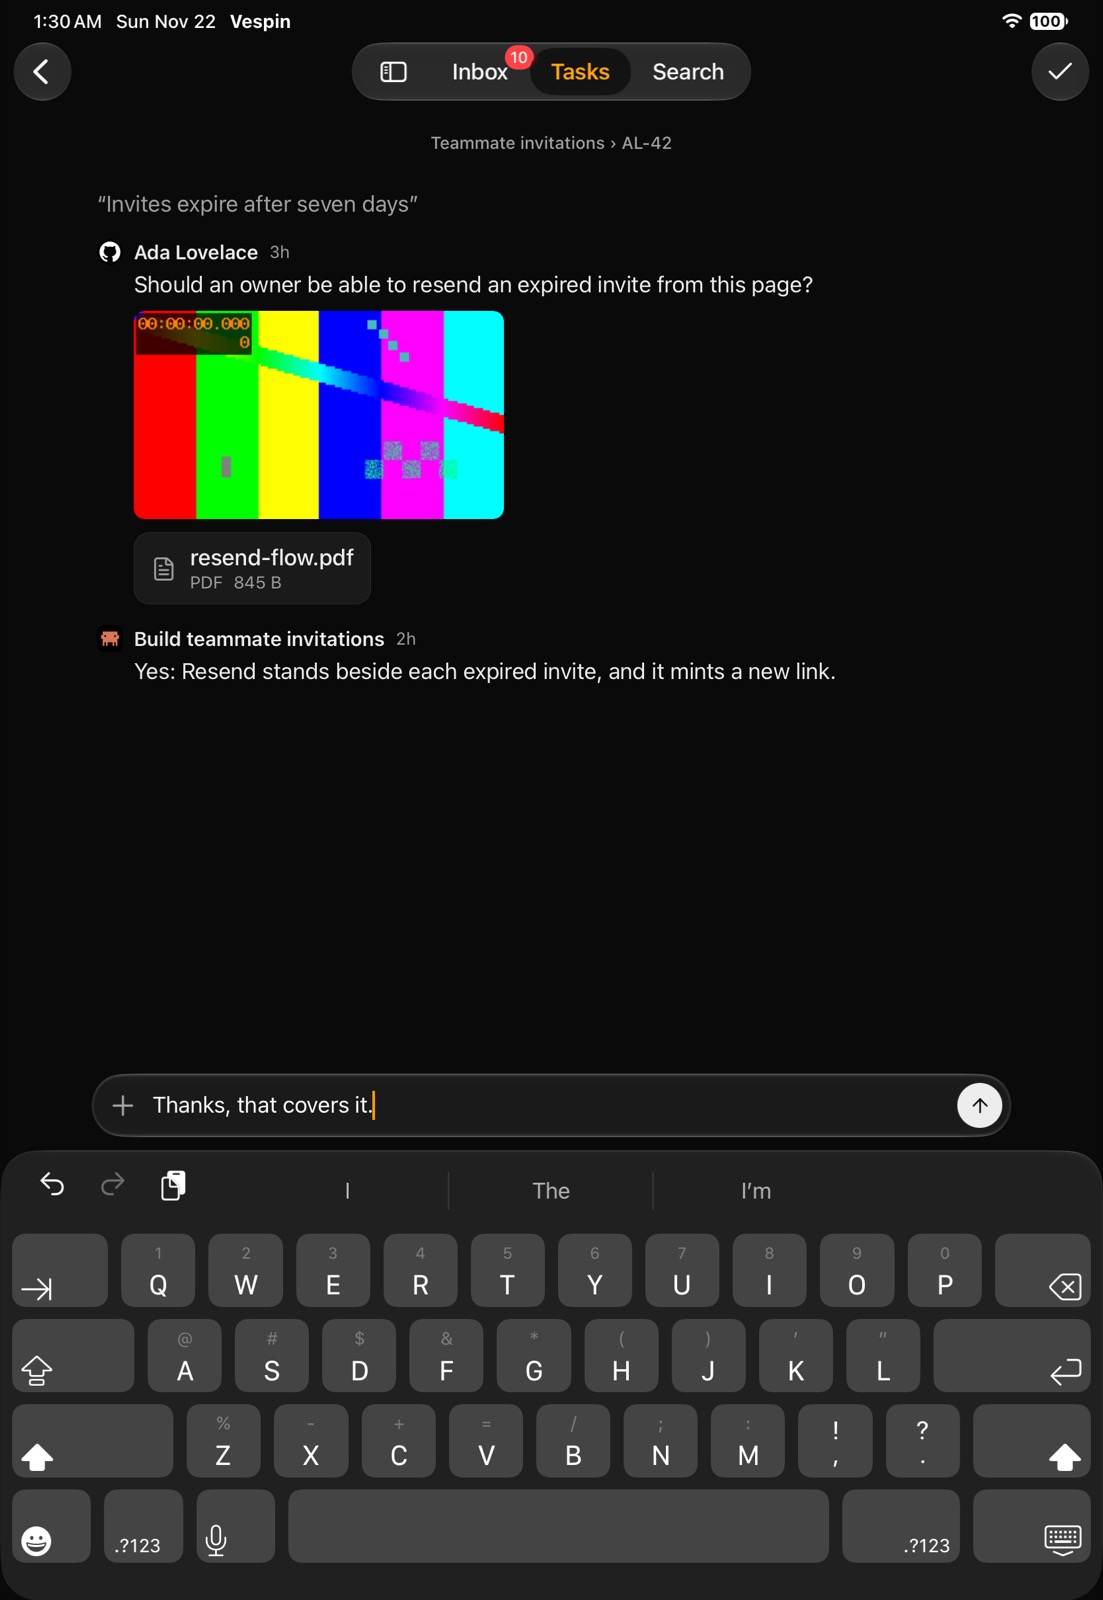 1:30 AM Sun Nov 22 Vespin
100
Inbox 10 Tasks Search
Teammate invitations › AL-42
“Invites expire after seven days”
Ada Lovelace 3h
Should an owner be able to resend an expired invite from this page?
00:00:00.000
0
resend-flow.pdf
PDF 845 B
Build teammate invitations 2h
Yes: Resend stands beside each expired invite, and it mints a new link.
Thanks, that covers it.
I The I’m
1 2 3 4 5 6 7 8 9 0
Q W E R T Y U I O P
@ # $ & * ( ) ' "
A S D F G H J K L
% - + = / ; : ! ?
Z X C V B N M , .
.?123 .?123